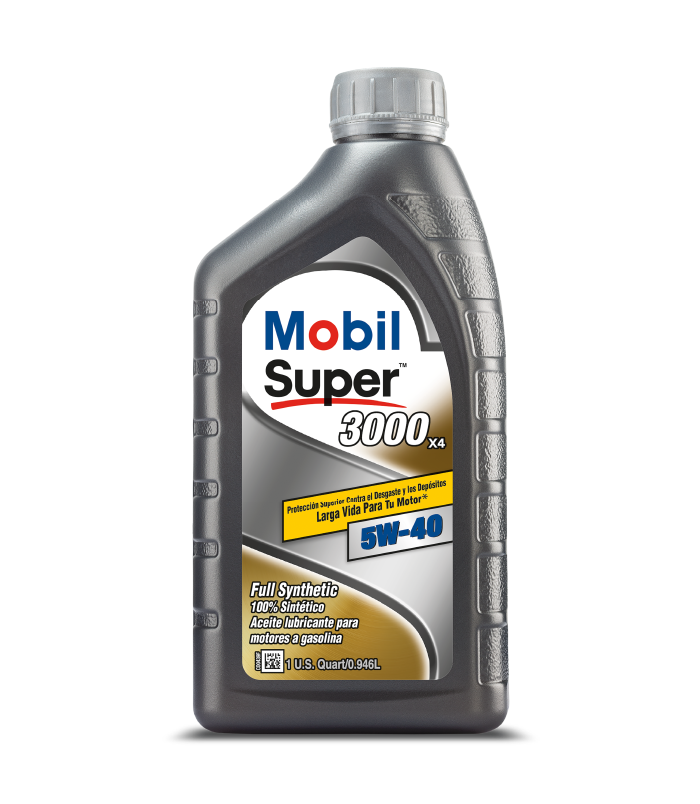 Mobil
Super™
3000 x4
Protección Superior Contra el Desgaste y los Depósitos
Larga Vida Para Tu Motor*
5W-40
Full Synthetic
100% Sintético
Aceite lubricante para
motores a gasolina
1 U.S. Quart/0.946L